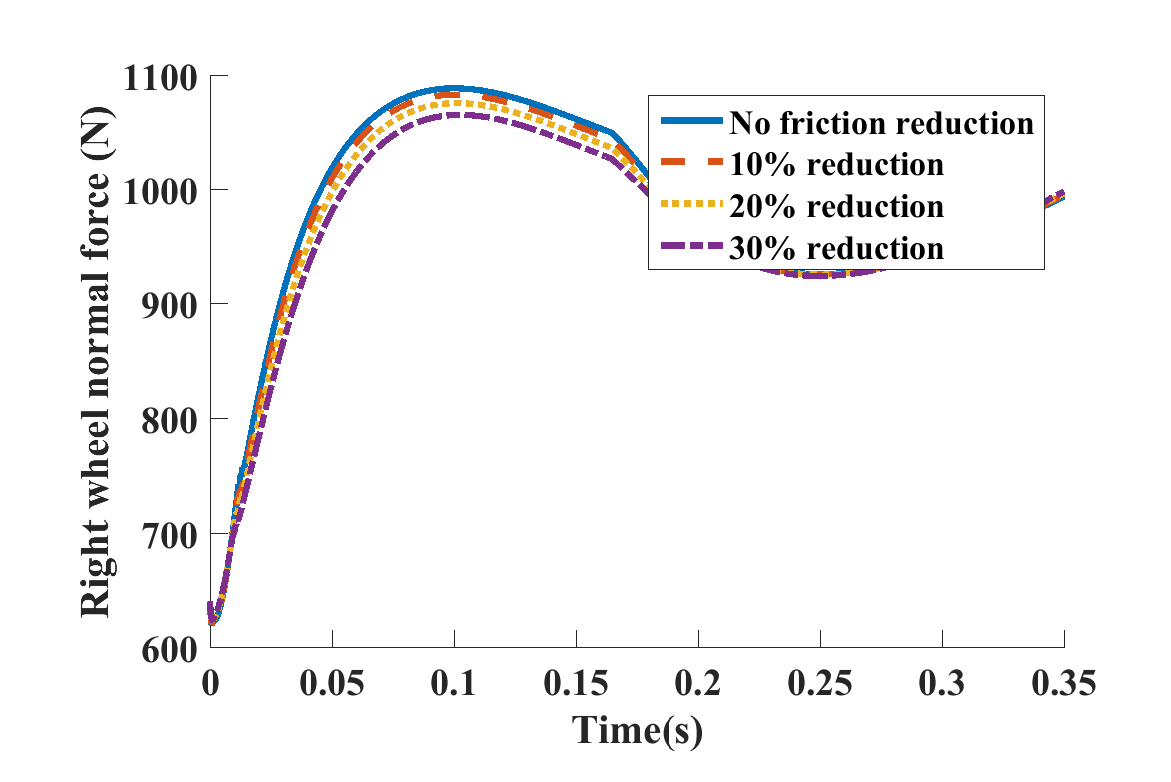 Right wheel normal force (N)
1100
1000
900
800
700
600
0 0.05 0.1 0.15 0.2 0.25 0.3 0.35
Time(s)
No friction reduction
10% reduction
20% reduction
30% reduction